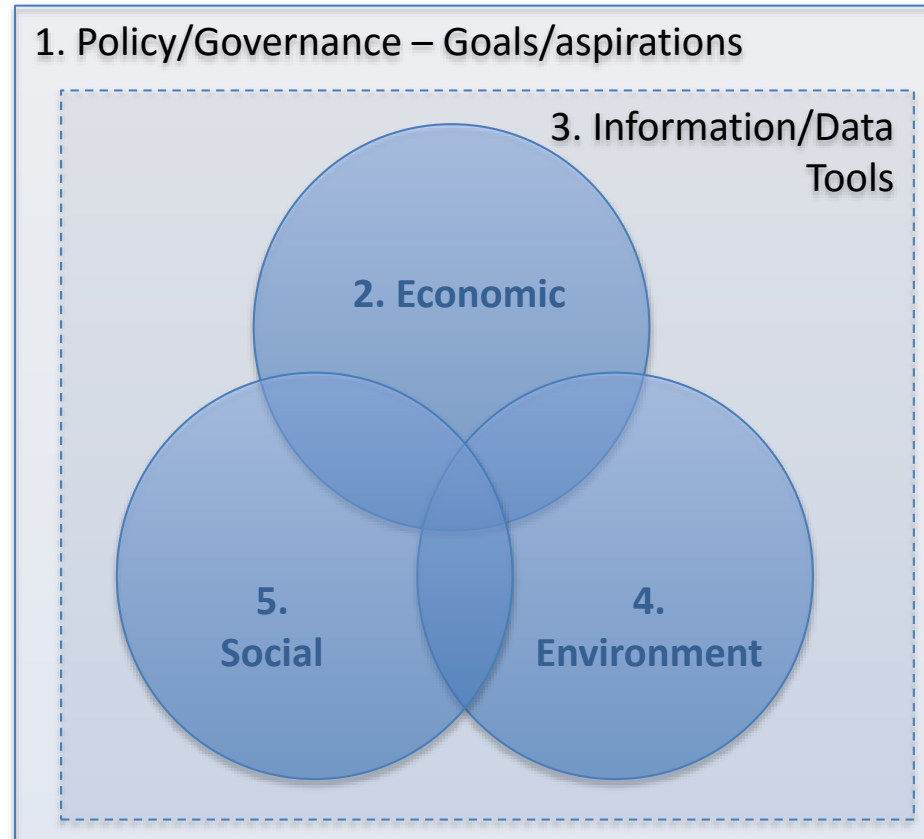 1. Policy/Governance – Goals/aspirations
3. Information/Data
Tools
2. Economic
5.
Social
4.
Environment